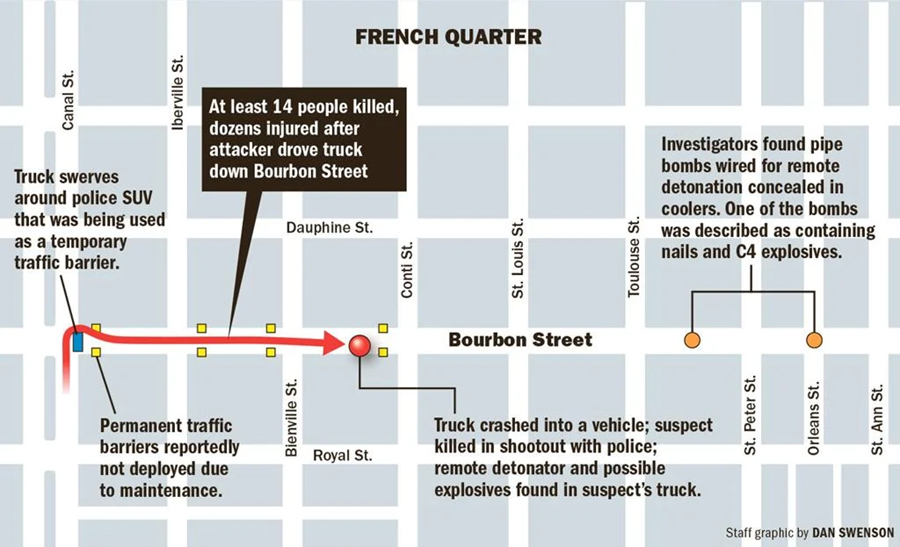 FRENCH QUARTER
Canal St.
Iberville St.
At least 14 people killed,
dozens injured after
attacker drove truck
down Bourbon Street
Investigators found pipe
bombs wired for remote
detonation concealed in
coolers. One of the bombs
was described as containing
nails and C4 explosives.
Truck swerves
around police SUV
that was being used
as a temporary
traffic barrier.
Dauphine St.
Conti St.
St. Louis St.
Toulouse St.
Bourbon Street
Permanent traffic
barriers reportedly
not deployed due
to maintenance.
Bienville St.
Royal St.
Truck crashed into a vehicle; suspect
killed in shootout with police;
remote detonator and possible
explosives found in suspect's truck.
St. Peter St.
Orleans St.
St. Ann St.
Staff graphic by DAN SWENSON